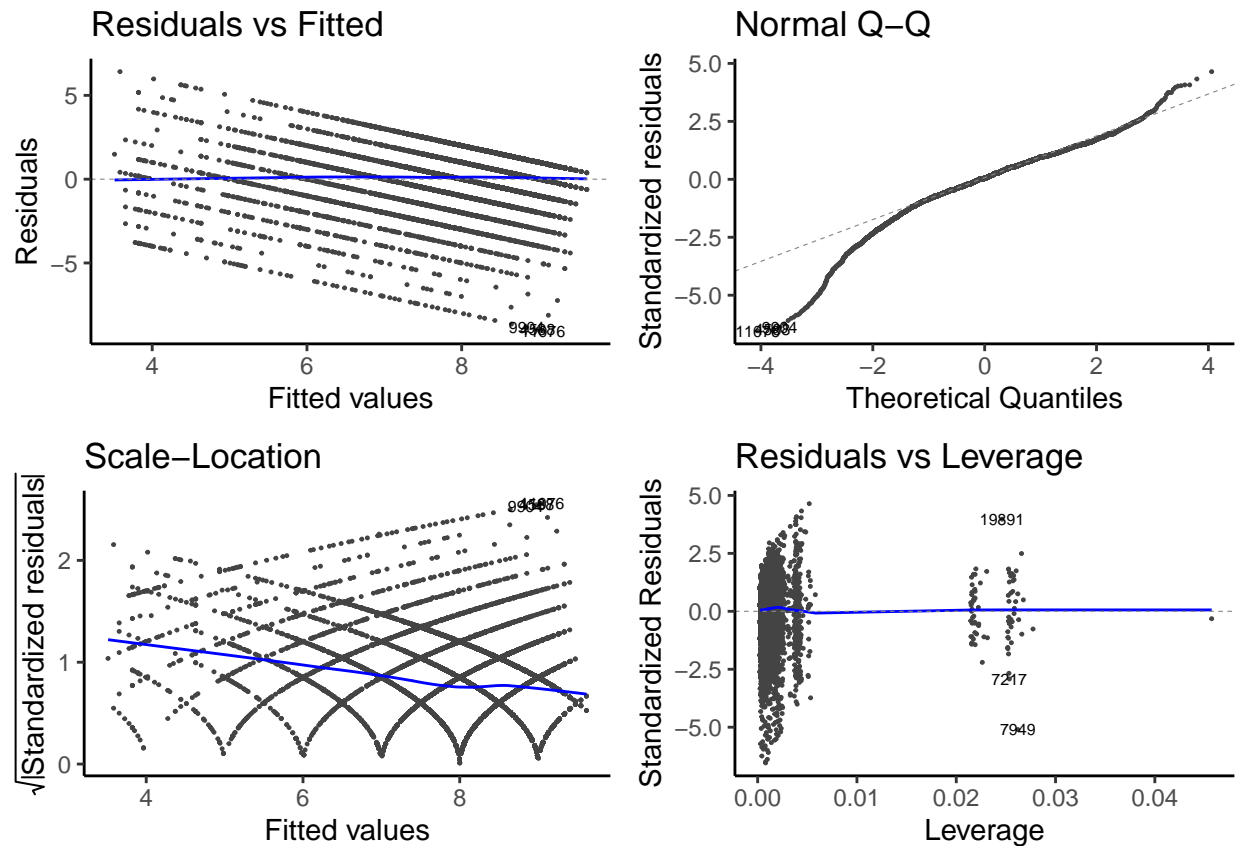 Residuals vs Fitted
5
0
−5
Residuals
4 6 8
Fitted values
Normal Q−Q
5.0
2.5
0.0
−2.5
−5.0
Standardized residuals
−4 −2 0 2 4
Theoretical Quantiles
Scale−Location
2
1
0
√|Standardized residuals|
4 6 8
Fitted values
Residuals vs Leverage
5.0
2.5
0.0
−2.5
−5.0
Standardized Residuals
19891
7217
7949
0.00 0.01 0.02 0.03 0.04
Leverage